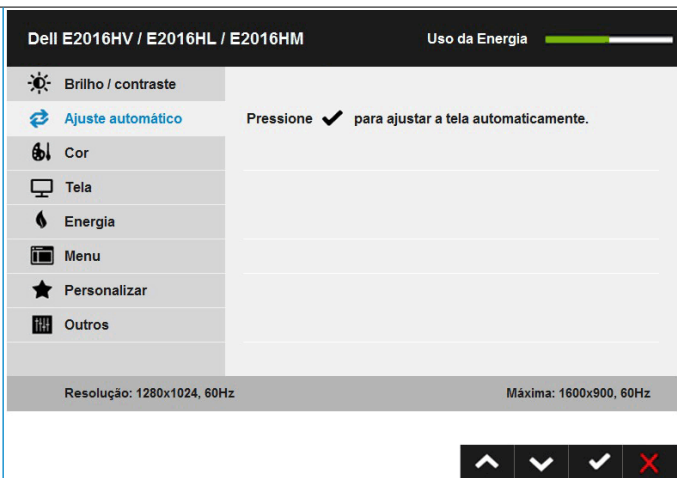 Dell E2016HV / E2016HL / E2016HM Uso da Energia
Brilho / contraste
Ajuste automático
Pressione ✔ para ajustar a tela automaticamente.
Cor
Tela
Energia
Menu
Personalizar
Outros
Resolução: 1280x1024, 60Hz Máxima: 1600x900, 60Hz